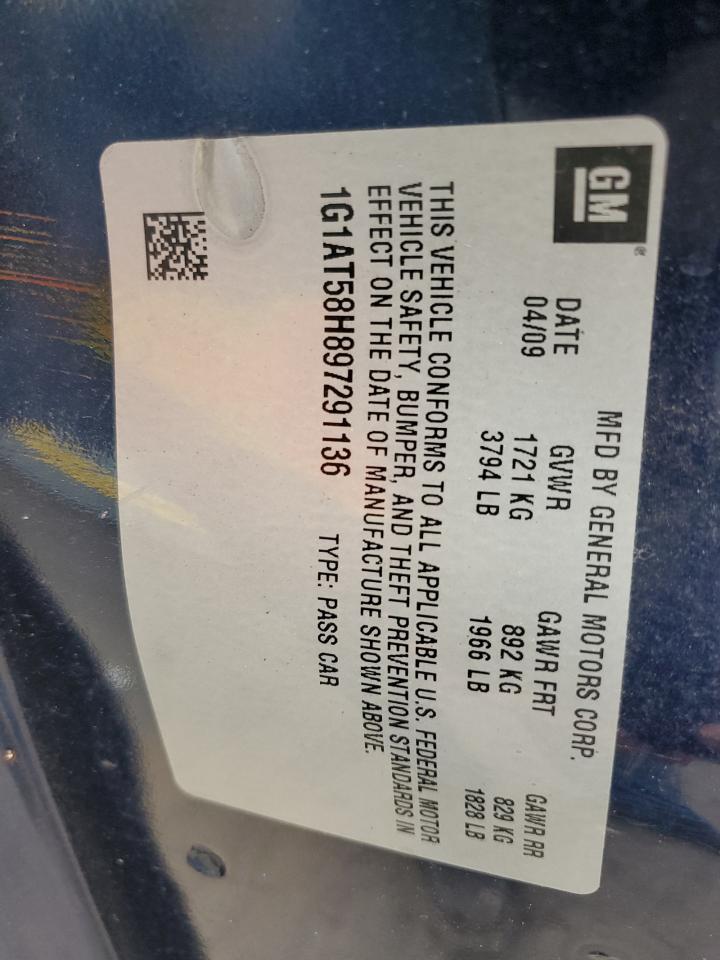 GM®
MFD BY GENERAL MOTORS CORP.
DATE GVWR GAWR FRT GAWR RR
04/09 1721 KG 892 KG 829 KG
3794 LB 1966 LB 1828 LB
THIS VEHICLE CONFORMS TO ALL APPLICABLE U.S. FEDERAL MOTOR
VEHICLE SAFETY, BUMPER, AND THEFT PREVENTION STANDARDS IN
EFFECT ON THE DATE OF MANUFACTURE SHOWN ABOVE.
1G1AT58H897291136 TYPE: PASS CAR